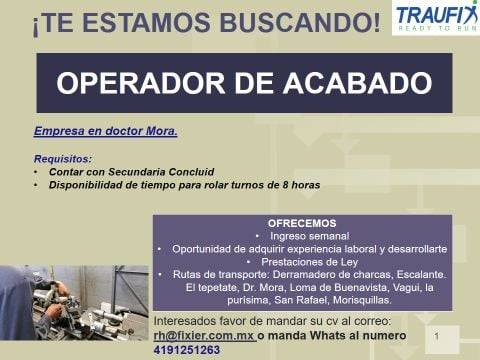 ¡TE ESTAMOS BUSCANDO!
TRAUFIX
READY TO RUN
OPERADOR DE ACABADO
Empresa en doctor Mora.
Requisitos:
• Contar con Secundaria Concluid
• Disponibilidad de tiempo para rolar turnos de 8 horas
OFRECEMOS
• Ingreso semanal
• Oportunidad de adquirir experiencia laboral y desarrollarte
• Prestaciones de Ley
• Rutas de transporte: Derramadero de charcas, Escalante.
El tepetate, Dr. Mora, Loma de Buenavista, Vagui, la
purísima, San Rafael, Morisquillas.
Interesados favor de mandar su cv al correo:
rh@fixier.com.mx o manda Whats al numero
4191251263
1